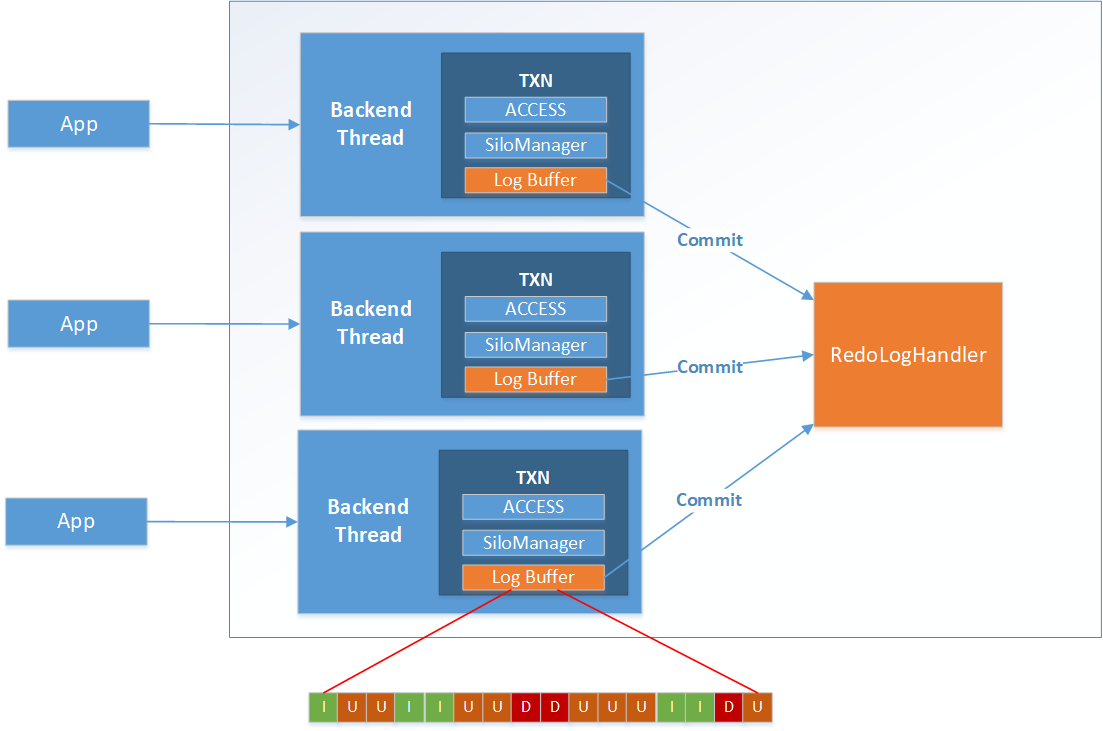 App
Backend
Thread
TXN
ACCESS
SiloManager
Log Buffer
Commit
App
Backend
Thread
TXN
ACCESS
SiloManager
Log Buffer
Commit
RedoLogHandler
App
Backend
Thread
TXN
ACCESS
SiloManager
Log Buffer
Commit
I U U I I U U D D U U U I I D U